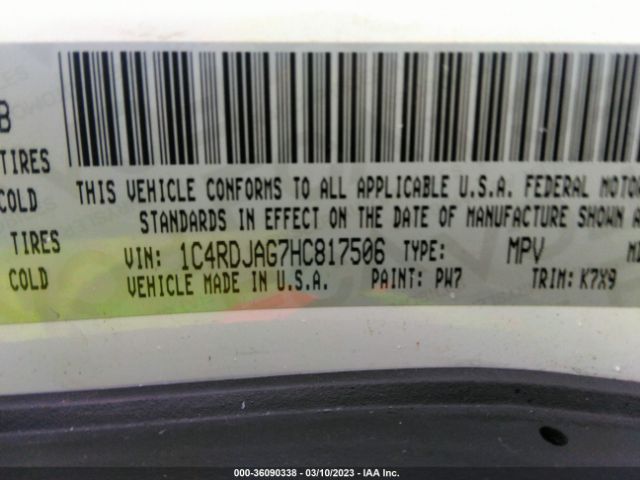 B
TIRES
COLD
THIS VEHICLE CONFORMS TO ALL APPLICABLE U.S.A. FEDERAL MOTOR
STANDARDS IN EFFECT ON THE DATE OF MANUFACTURE SHOWN A
TIRES
VIN: 1C4RDJAG7HC817506 TYPE: MPV
COLD
VEHICLE MADE IN U.S.A. PAINT: PW7 TRIM: K7X9
000-36090338 - 03/10/2023 - IAA Inc.